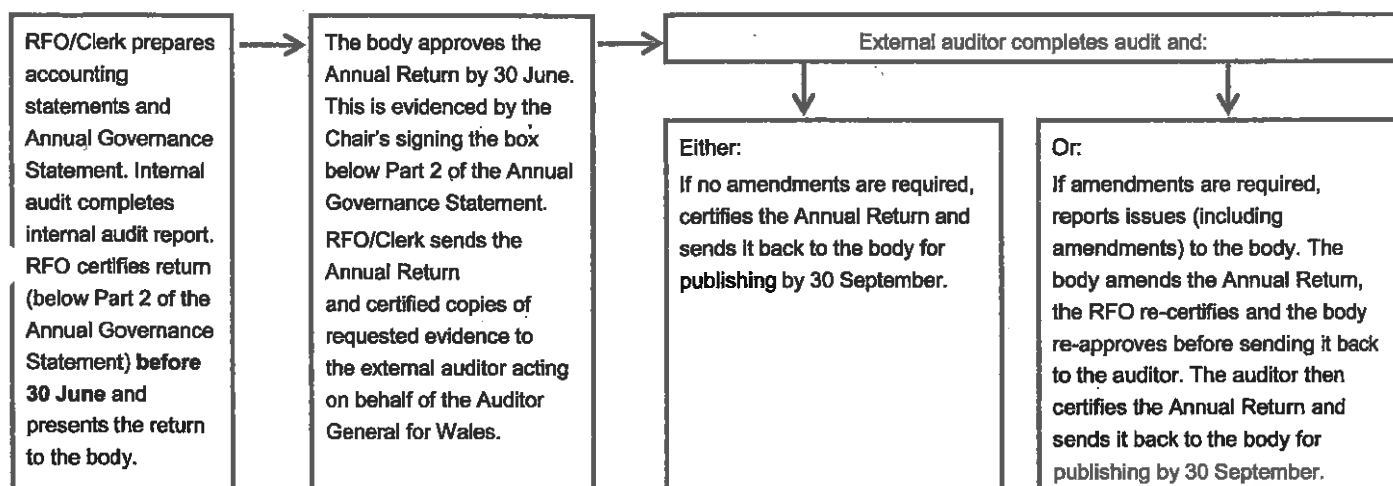 RFO/Clerk prepares
accounting
statements and
Annual Governance
Statement. Internal
audit completes
internal audit report.
RFO certifies return
(below Part 2 of the
Annual Governance
Statement) before
30 June and
presents the return
to the body.
The body approves the
Annual Return by 30 June.
This is evidenced by the
Chair's signing the box
below Part 2 of the Annual
Governance Statement.
RFO/Clerk sends the
Annual Return
and certified copies of
requested evidence to
the external auditor acting
on behalf of the Auditor
General for Wales.
External auditor completes audit and:
Either:
If no amendments are required,
certifies the Annual Return and
sends it back to the body for
publishing by 30 September.
Or:
If amendments are required,
reports issues (including
amendments) to the body. The
body amends the Annual Return,
the RFO re-certifies and the body
re-approves before sending it back
to the auditor. The auditor then
certifies the Annual Return and
sends it back to the body for
publishing by 30 September.